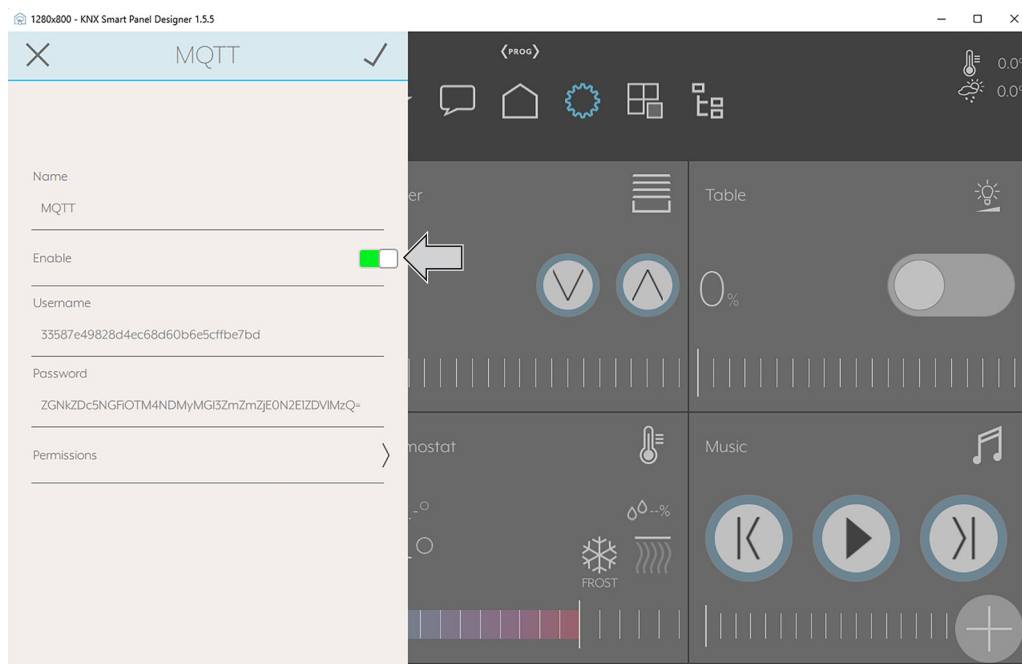 1280x800 - KNX Smart Panel Designer 1.5.5
MQTT
PROG
0.0°
0.0°
Name
MQTT
Enable
Username
33587e49828d4ec68d60b6e5cffbe7bd
Password
ZGNkZDc5NGFiOTM4NDMyMGI3ZmZmZjE0N2E1ZDVlMzQ=
Permissions
er
Table
0%
mostat
Music
--%
FROST